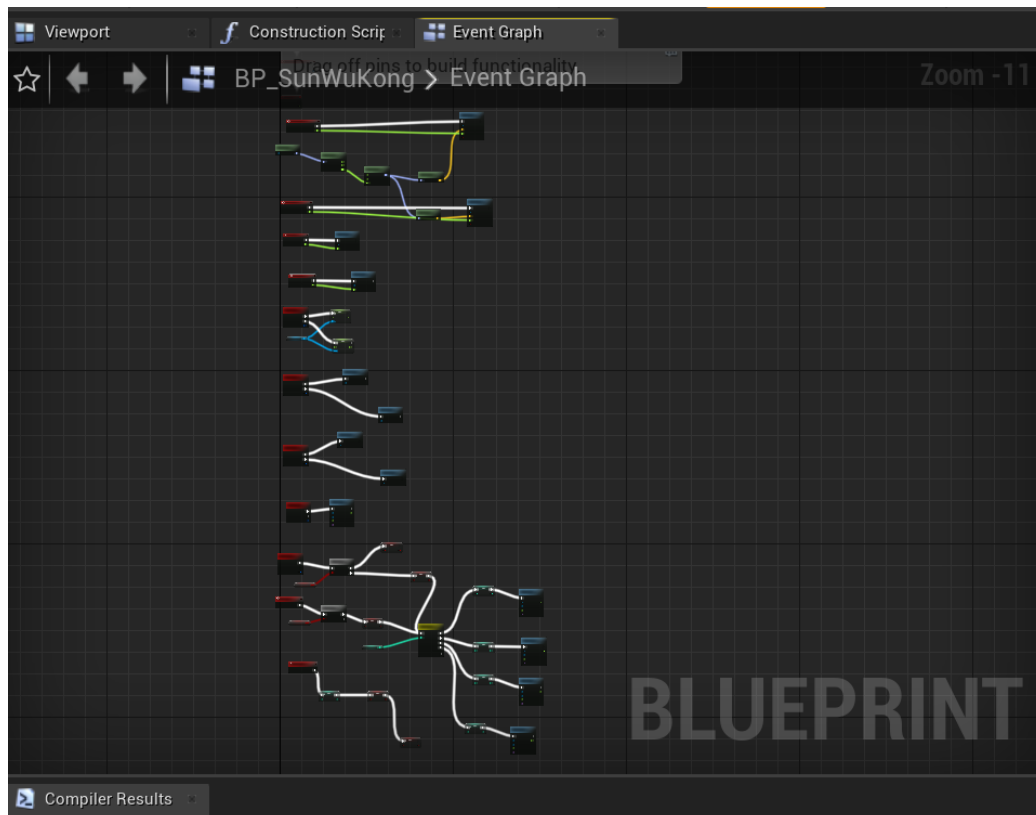 Viewport
Construction Scrip
Event Graph
Drag off pins to build functionality.
BP_SunWuKong > Event Graph
Zoom -11
BLUEPRINT
Compiler Results